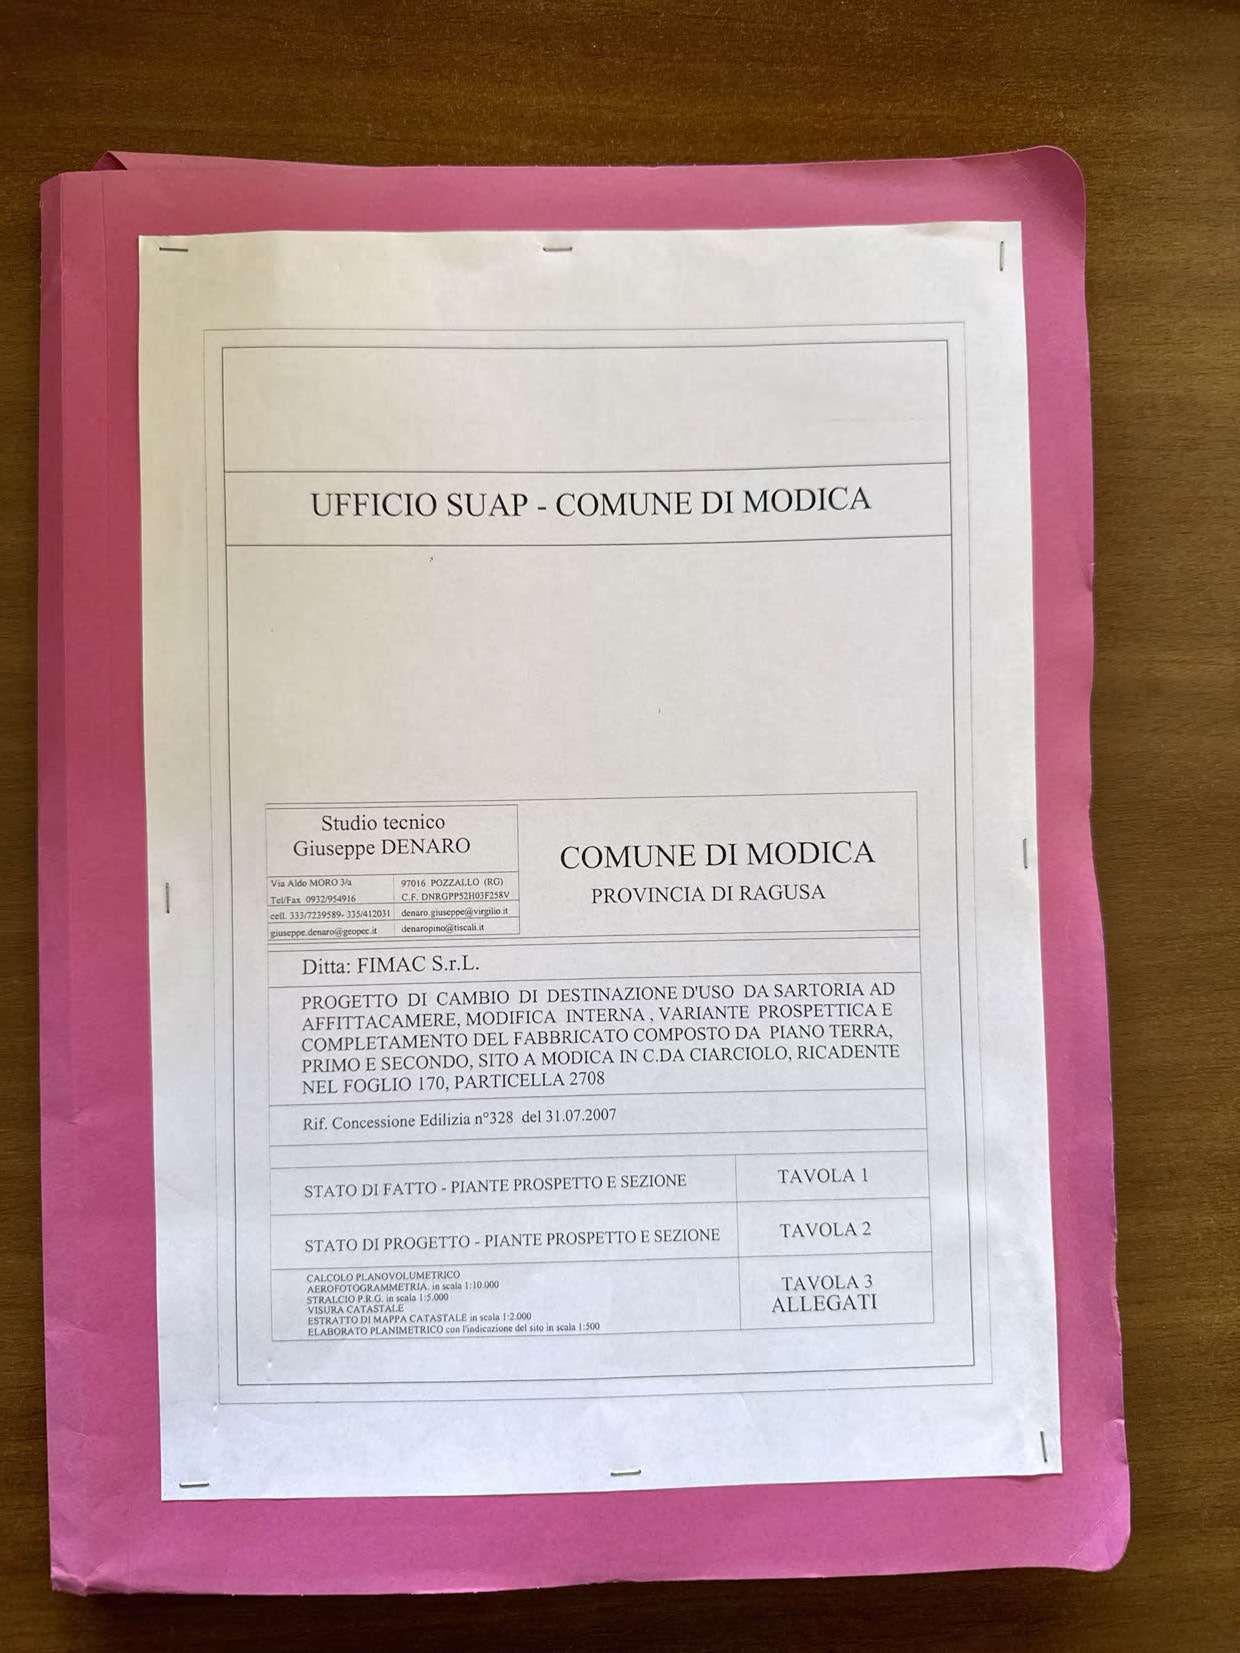 UFFICIO SUAP - COMUNE DI MODICA
Studio tecnico
Giuseppe DENARO
Via Aldo MORO 3/a
97016 POZZALLO (RG)
Tel/Fax 0932/954916
C.F. DNRGPP52H03F258V
cell. 333/7239589- 335/412031
denaro.giuseppe@virgilio.it
giuseppe.denaro@geopec.it
denaropino@tiscali.it
COMUNE DI MODICA
PROVINCIA DI RAGUSA
Ditta: FIMAC S.r.L.
PROGETTO DI CAMBIO DI DESTINAZIONE D'USO DA SARTORIA AD
AFFITTACAMERE, MODIFICA INTERNA , VARIANTE PROSPETTICA E
COMPLETAMENTO DEL FABBRICATO COMPOSTO DA PIANO TERRA,
PRIMO E SECONDO, SITO A MODICA IN C.DA CIARCIOLO, RICADENTE
NEL FOGLIO 170, PARTICELLA 2708
Rif. Concessione Edilizia n°328 del 31.07.2007
STATO DI FATTO - PIANTE PROSPETTO E SEZIONE
TAVOLA 1
STATO DI PROGETTO - PIANTE PROSPETTO E SEZIONE
TAVOLA 2
CALCOLO PLANOVOLUMETRICO
AEROFOTOGRAMMETRIA. in scala 1:10.000
STRALCIO P.R.G. in scala 1:5.000
VISURA CATASTALE
ESTRATTO DI MAPPA CATASTALE in scala 1:2.000
ELABORATO PLANIMETRICO con l'indicazione del sito in scala 1:500
TAVOLA 3
ALLEGATI